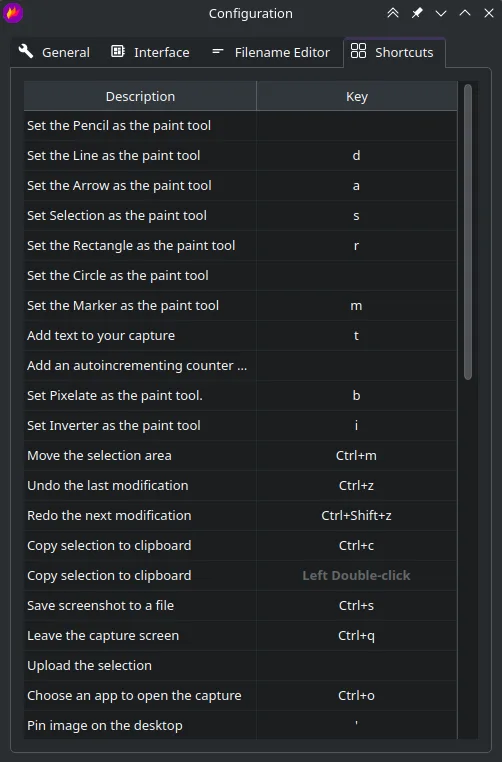 Configuration
General Interface Filename Editor Shortcuts
Description Key
Set the Pencil as the paint tool
Set the Line as the paint tool d
Set the Arrow as the paint tool a
Set Selection as the paint tool s
Set the Rectangle as the paint tool r
Set the Circle as the paint tool
Set the Marker as the paint tool m
Add text to your capture t
Add an autoincrementing counter ...
Set Pixelate as the paint tool. b
Set Inverter as the paint tool i
Move the selection area Ctrl+m
Undo the last modification Ctrl+z
Redo the next modification Ctrl+Shift+z
Copy selection to clipboard Ctrl+c
Copy selection to clipboard Left Double-click
Save screenshot to a file Ctrl+s
Leave the capture screen Ctrl+q
Upload the selection
Choose an app to open the capture Ctrl+o
Pin image on the desktop '